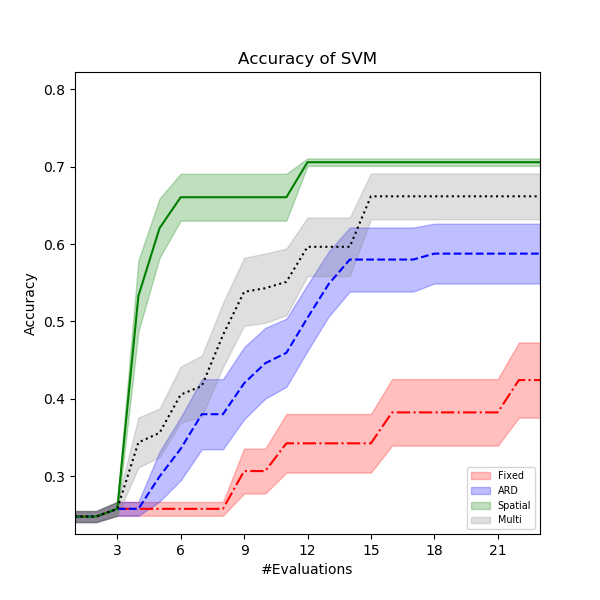 Accuracy of SVM
0.8
0.7
0.6
0.5
0.4
0.3
Accuracy
3 6 9 12 15 18 21
#Evaluations
Fixed
ARD
Spatial
Multi